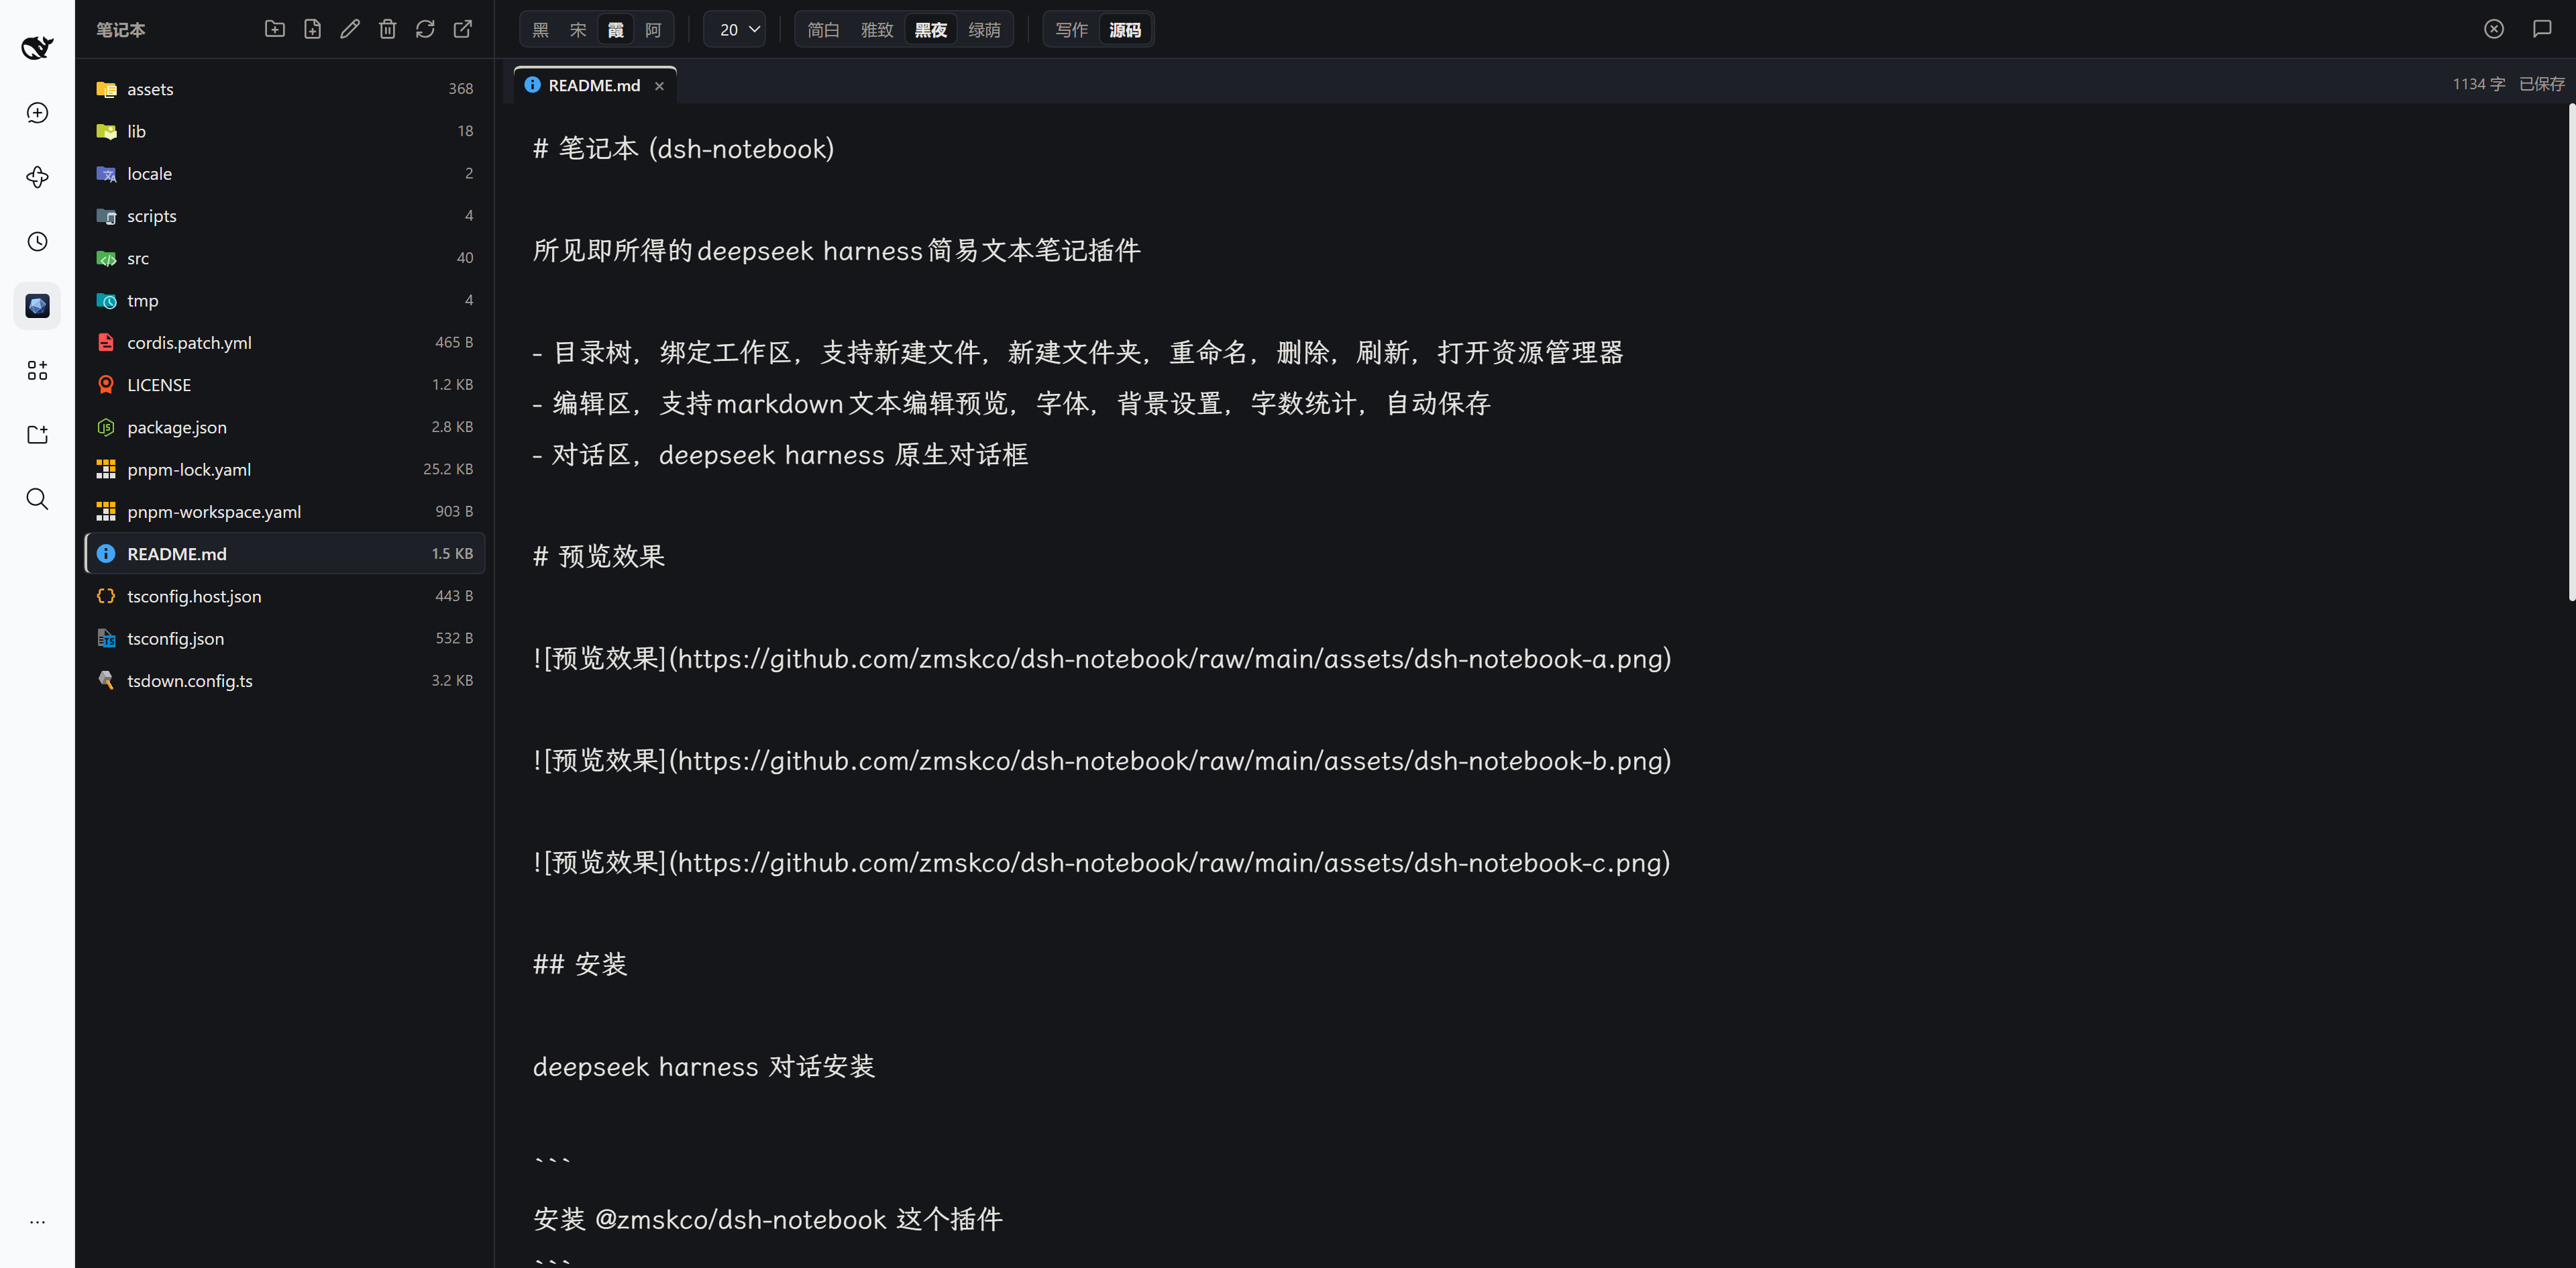 笔记本
黑 宋 霞 阿
20
简白 雅致 黑夜 绿荫
写作 源码
assets 368
lib 18
locale 2
scripts 4
src 40
tmp 4
cordis.patch.yml 465 B
LICENSE 1.2 KB
package.json 2.8 KB
pnpm-lock.yaml 25.2 KB
pnpm-workspace.yaml 903 B
README.md 1.5 KB
tsconfig.host.json 443 B
tsconfig.json 532 B
tsdown.config.ts 3.2 KB
README.md
1134 字 已保存
# 笔记本 (dsh-notebook)
所见即所得的deepseek harness简易文本笔记插件
- 目录树，绑定工作区，支持新建文件，新建文件夹，重命名，删除，刷新，打开资源管理器
- 编辑区，支持markdown文本编辑预览，字体，背景设置，字数统计，自动保存
- 对话区，deepseek harness 原生对话框
# 预览效果
![预览效果](https://github.com/zmskco/dsh-notebook/raw/main/assets/dsh-notebook-a.png)
![预览效果](https://github.com/zmskco/dsh-notebook/raw/main/assets/dsh-notebook-b.png)
![预览效果](https://github.com/zmskco/dsh-notebook/raw/main/assets/dsh-notebook-c.png)
## 安装
deepseek harness 对话安装
```
安装 @zmskco/dsh-notebook 这个插件
```